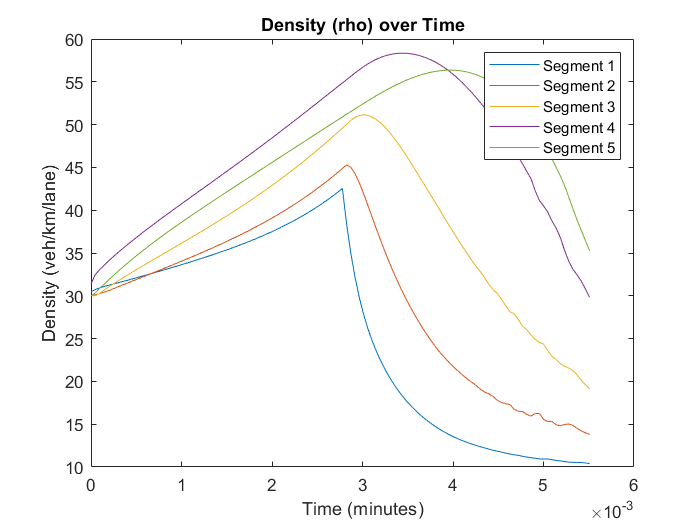 Density (rho) over Time
Density (veh/km/lane)
60
55
50
45
40
35
30
25
20
15
10
Segment 1
Segment 2
Segment 3
Segment 4
Segment 5
0 1 2 3 4 5 6
Time (minutes)
×10⁻³